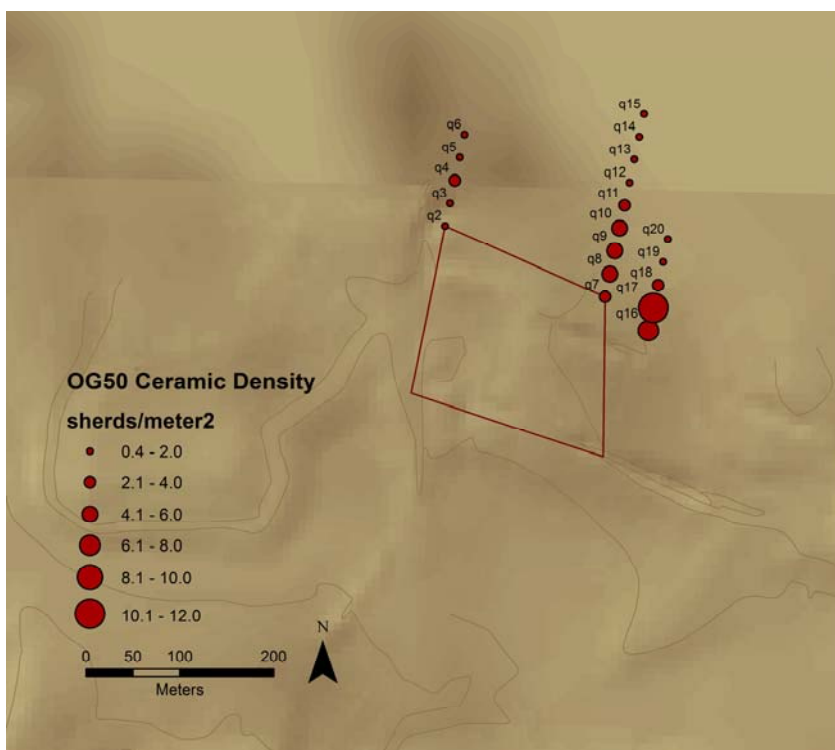 q15
q14
q6
q13
q5
q12
q4
q11
q3
q10
q2
q20
q9
q19
q8
q18
q7
q17
q16
OG50 Ceramic Density
sherds/meter2
0.4 - 2.0
2.1 - 4.0
4.1 - 6.0
6.1 - 8.0
8.1 - 10.0
10.1 - 12.0
N
0 50 100 200
Meters